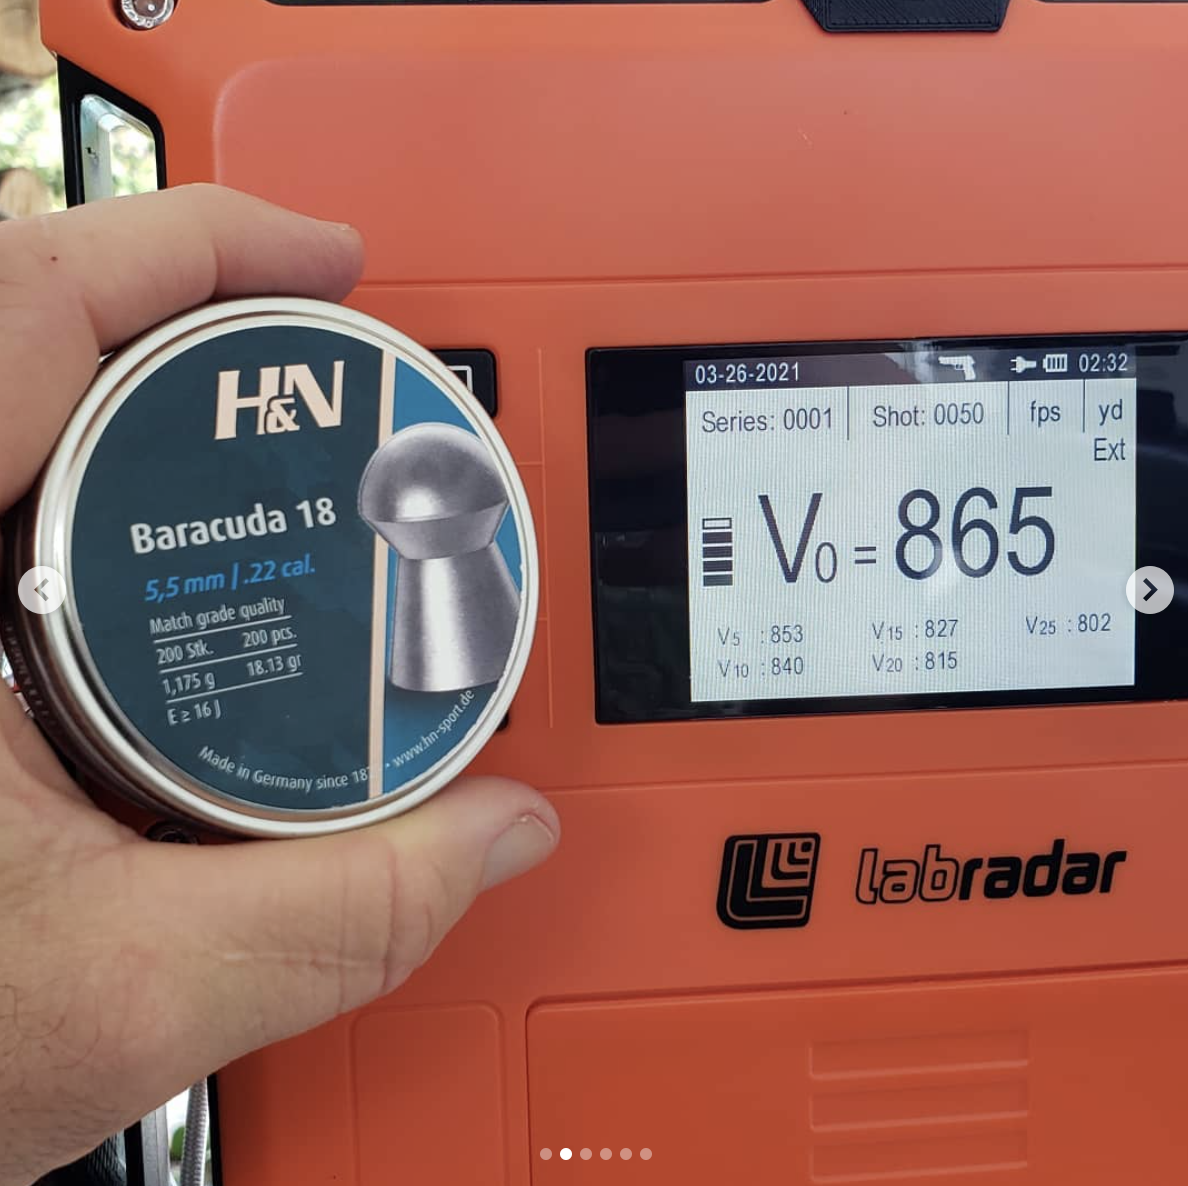 H&N
Baracuda 18
5,5 mm | .22 cal.
Match grade quality
200 Stk. 200 pcs.
1,175 g 18.13 gr
E ≥ 16 J
Made in Germany since 18 • www.hn-sport.de
03-26-2021 02:32
Series: 0001 Shot: 0050 fps yd
Ext
V0 = 865
V5 : 853 V15 : 827 V25 : 802
V10 : 840 V20 : 815
labradar